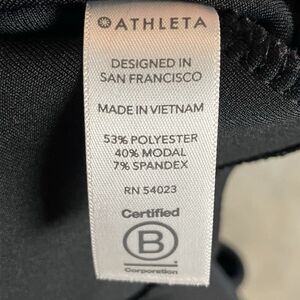 ATHLETA
DESIGNED IN
SAN FRANCISCO
MADE IN VIETNAM
53% POLYESTER
40% MODAL
7% SPANDEX
RN 54023
Certified
B
Corporation